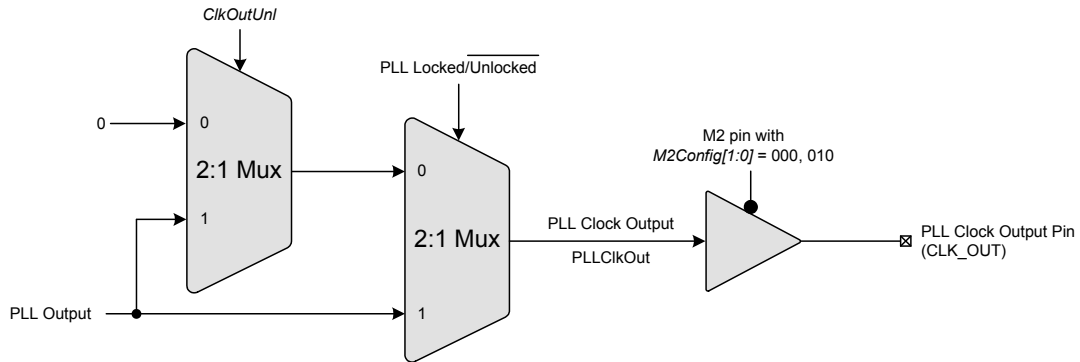 ClkOutUnl
PLL Locked/Unlocked
0
0
2:1 Mux
1
M2 pin with
M2Config[1:0] = 000, 010
0
2:1 Mux
1
PLL Clock Output
PLLClkOut
PLL Clock Output Pin
(CLK_OUT)
PLL Output